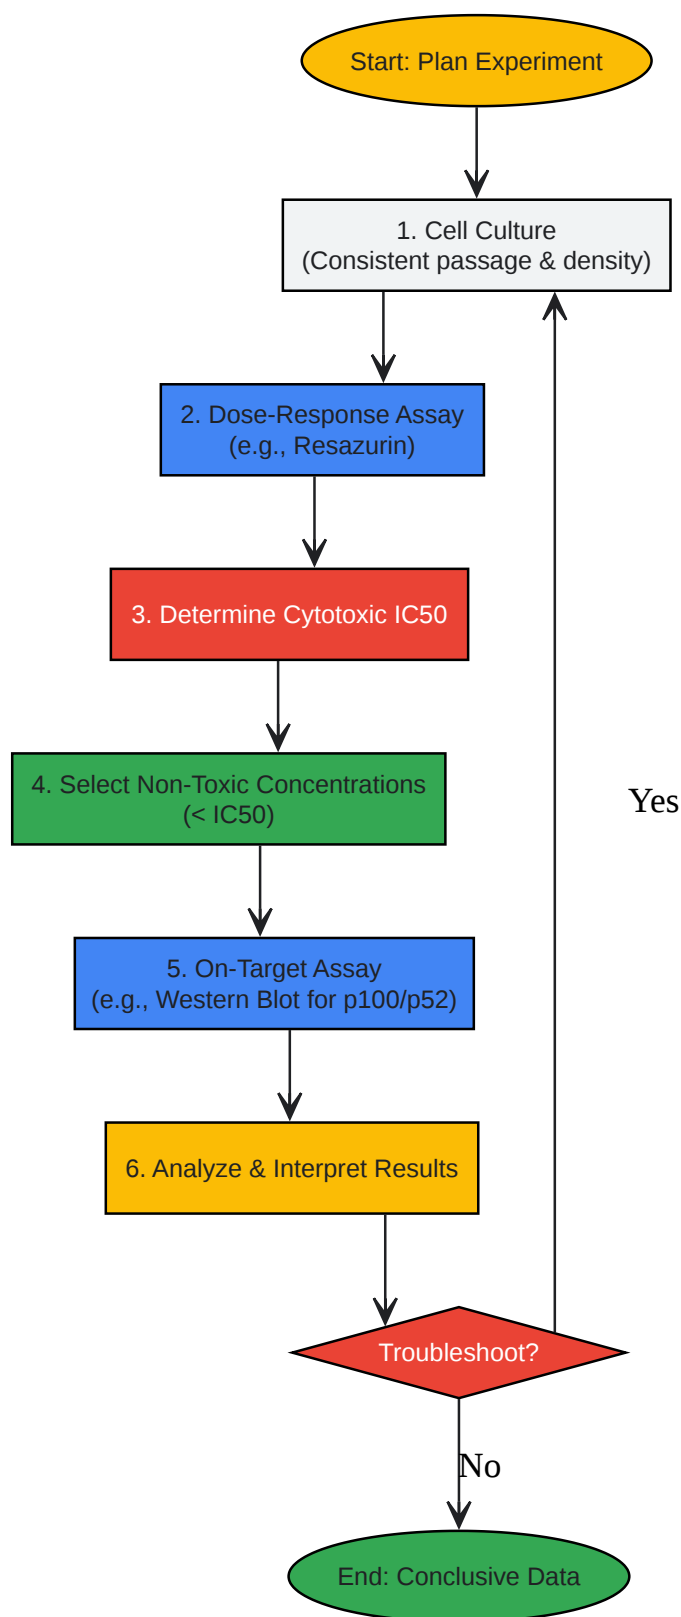 Start: Plan Experiment
1. Cell Culture
(Consistent passage & density)
2. Dose-Response Assay
(e.g., Resazurin)
3. Determine Cytotoxic IC50
4. Select Non-Toxic Concentrations
(< IC50)
Yes
5. On-Target Assay
(e.g., Western Blot for p100/p52)
6. Analyze & Interpret Results
Troubleshoot?
No
End: Conclusive Data